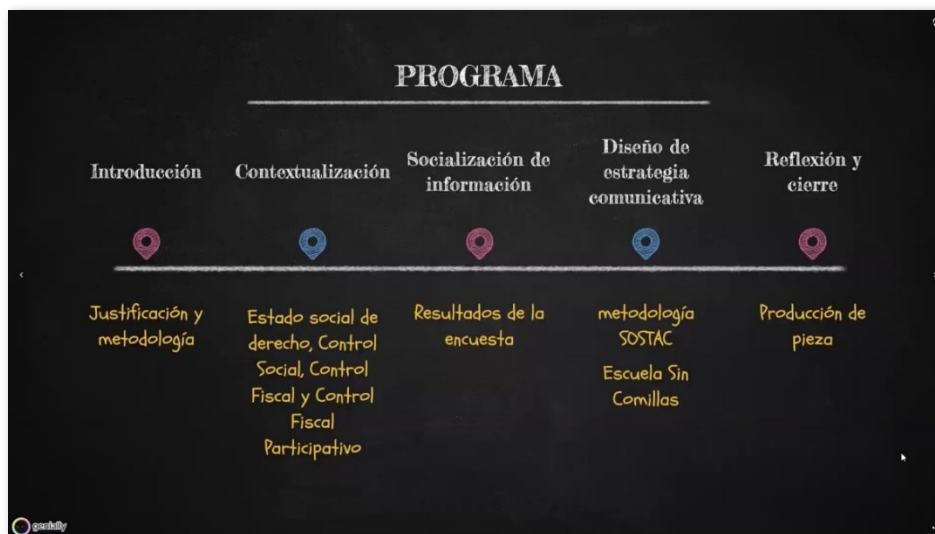 PROGRAMA
Introducción
Contextualización
Socialización de
información
Diseño de
estrategia
comunicativa
Reflexión y
cierre
Justificación y
metodología
Estado social de
derecho, Control
Social, Control
Fiscal y Control
Fiscal
Participativo
Resultados de la
encuesta
metodología
SOSTAC
Escuela Sin
Comillas
Producción de
pieza
genially